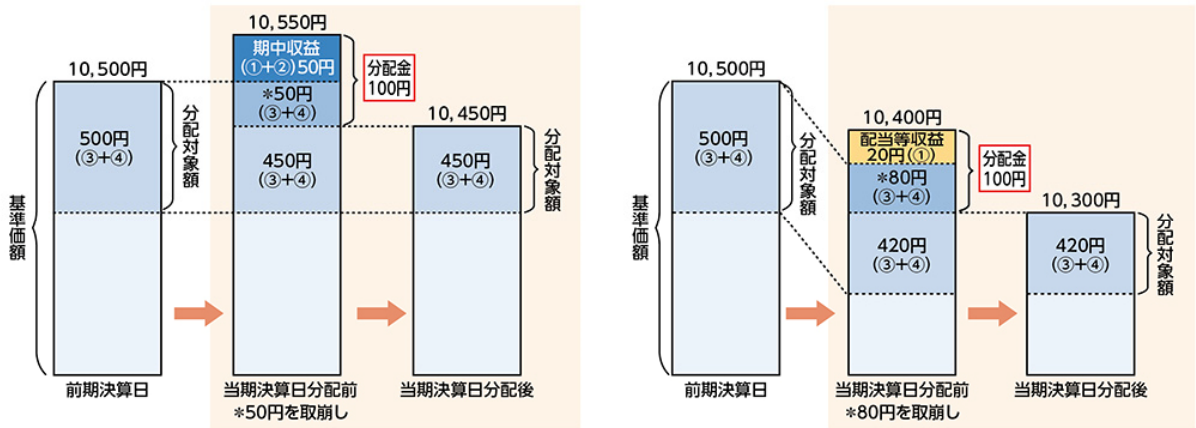 10,500円
500円
(③+④)
分配対象額
基準価額
前期決算日
10,550円
期中収益
(①+②)50円
*50円
(③+④)
450円
(③+④)
分配金
100円
当期決算日分配前
*50円を取崩し
10,450円
450円
(③+④)
分配対象額
当期決算日分配後
10,500円
500円
(③+④)
分配対象額
基準価額
前期決算日
10,400円
配当等収益
20円(①)
*80円
(③+④)
420円
(③+④)
分配金
100円
当期決算日分配前
*80円を取崩し
10,300円
420円
(③+④)
分配対象額
当期決算日分配後